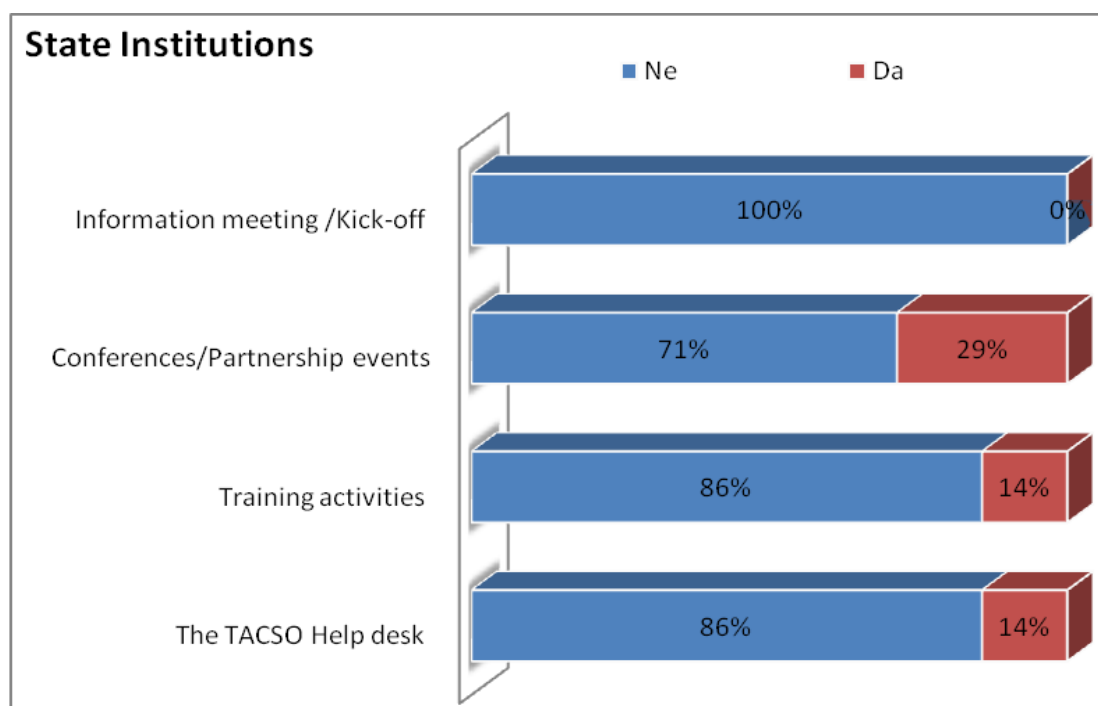 State Institutions
Ne Da
Information meeting /Kick-off 100% 0%
Conferences/Partnership events 71% 29%
Training activities 86% 14%
The TACSO Help desk 86% 14%